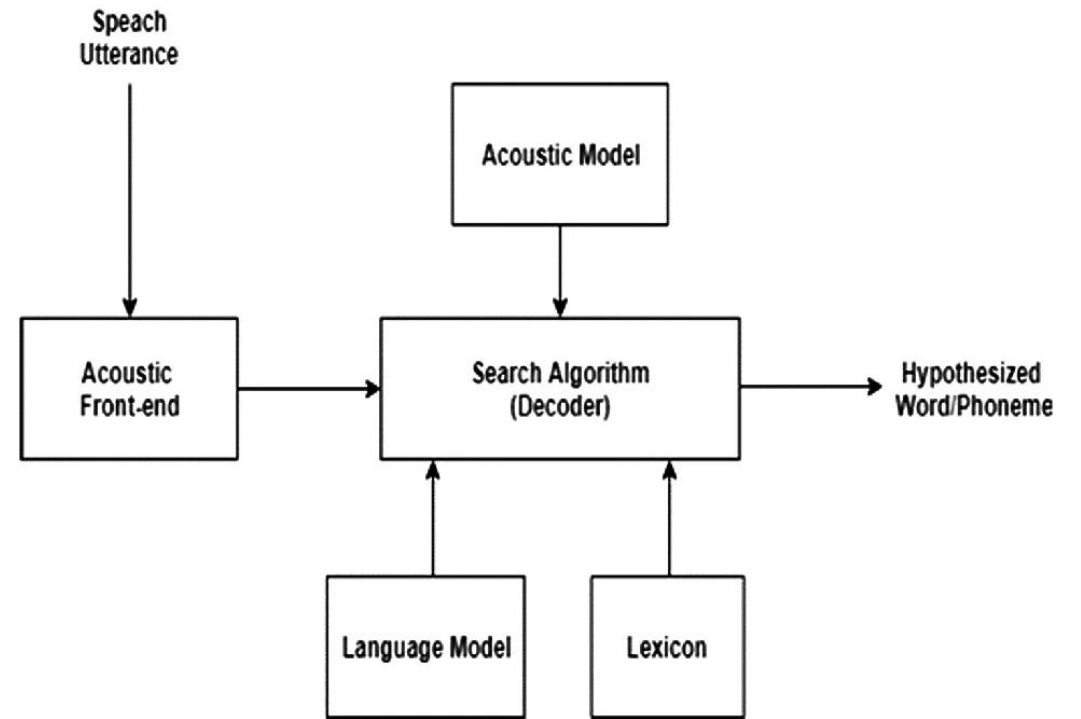 Speach
Utterance
Acoustic Model
Acoustic
Front-end
Search Algorithm
(Decoder)
Hypothesized
Word/Phoneme
Language Model
Lexicon